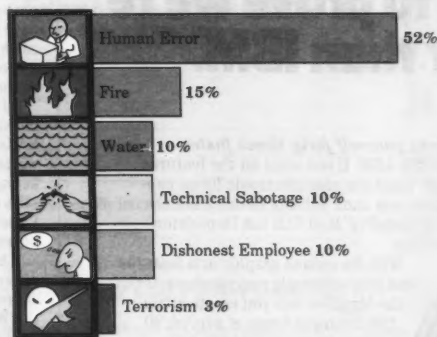 Human Error 52%
Fire 15%
Water 10%
Technical Sabotage 10%
$
Dishonest Employee 10%
Terrorism 3%